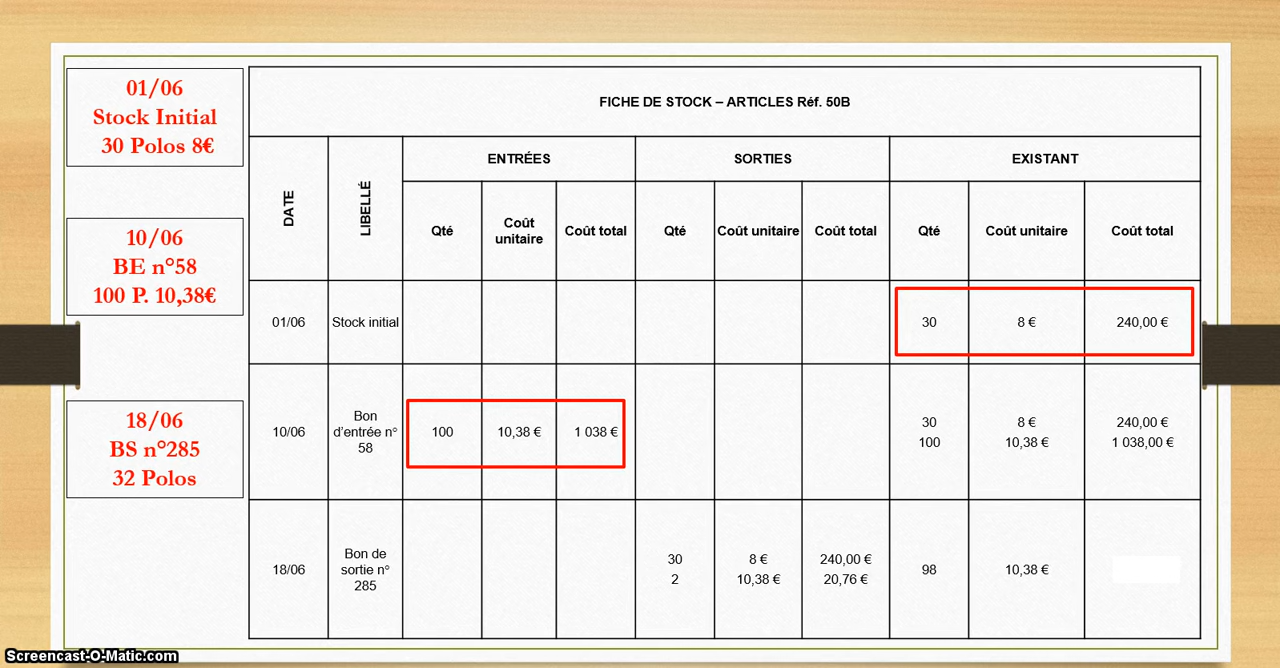 01/06
Stock Initial
30 Polos 8€
10/06
BE n°58
100 P. 10,38€
18/06
BS n°285
32 Polos
FICHE DE STOCK – ARTICLES Réf. 50B
DATE
LIBELLÉ
ENTRÉES
SORTIES
EXISTANT
Qté
Coût
unitaire
Coût total
Qté
Coût unitaire
Coût total
Qté
Coût unitaire
Coût total
01/06
Stock initial
30
8 €
240,00 €
10/06
Bon
d’entrée n°
58
100
10,38 €
1 038 €
30
100
8 €
10,38 €
240,00 €
1 038,00 €
18/06
Bon de
sortie n°
285
30
2
8 €
10,38 €
240,00 €
20,76 €
98
10,38 €
Screencast-O-Matic.com